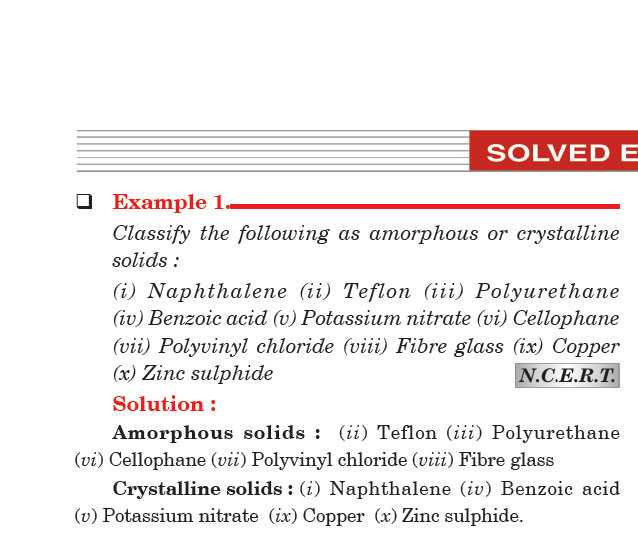 SOLVED E
❑ Example 1.
Classify the following as amorphous or crystalline
solids :
(i) Naphthalene (ii) Teflon (iii) Polyurethane
(iv) Benzoic acid (v) Potassium nitrate (vi) Cellophane
(vii) Polyvinyl chloride (viii) Fibre glass (ix) Copper
(x) Zinc sulphide N.C.E.R.T.
Solution :
Amorphous solids : (ii) Teflon (iii) Polyurethane
(vi) Cellophane (vii) Polyvinyl chloride (viii) Fibre glass
Crystalline solids : (i) Naphthalene (iv) Benzoic acid
(v) Potassium nitrate (ix) Copper (x) Zinc sulphide.